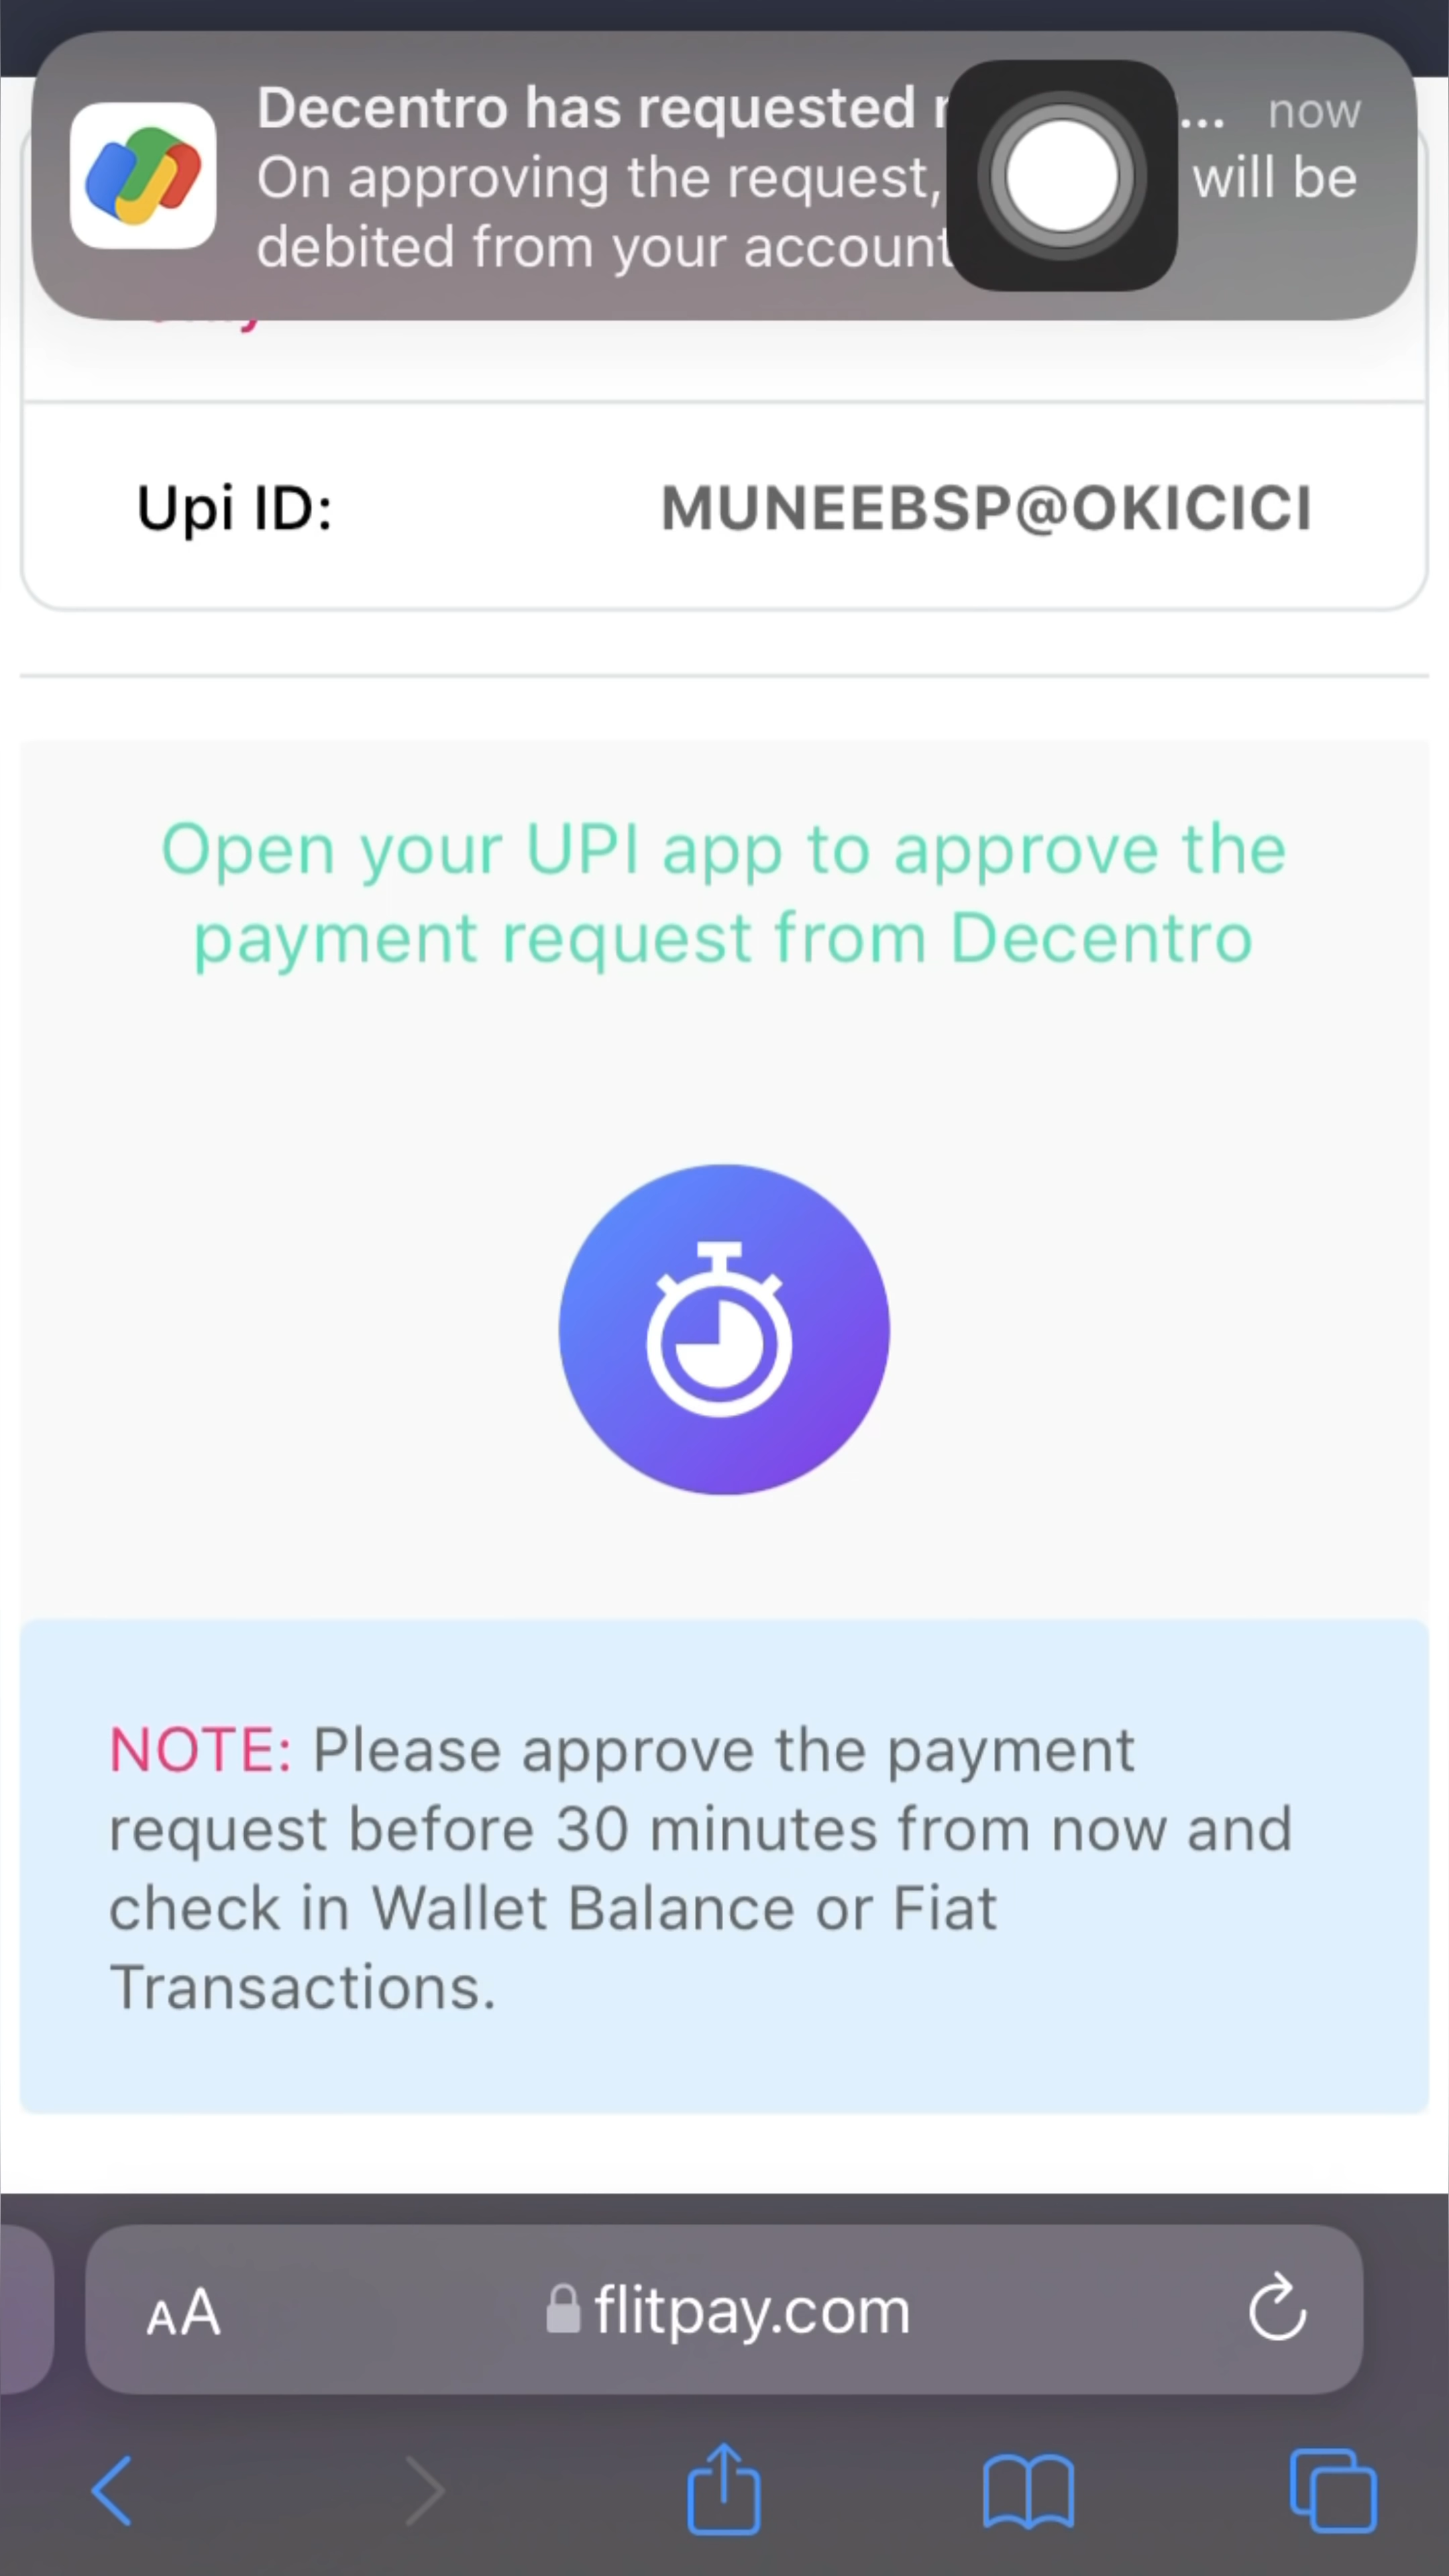 Decentro has requested ... now
On approving the request, will be
debited from your account
Upi ID: MUNEEBSP@OKICICI
Open your UPI app to approve the
payment request from Decentro
NOTE: Please approve the payment
request before 30 minutes from now and
check in Wallet Balance or Fiat
Transactions.
AA flitpay.com